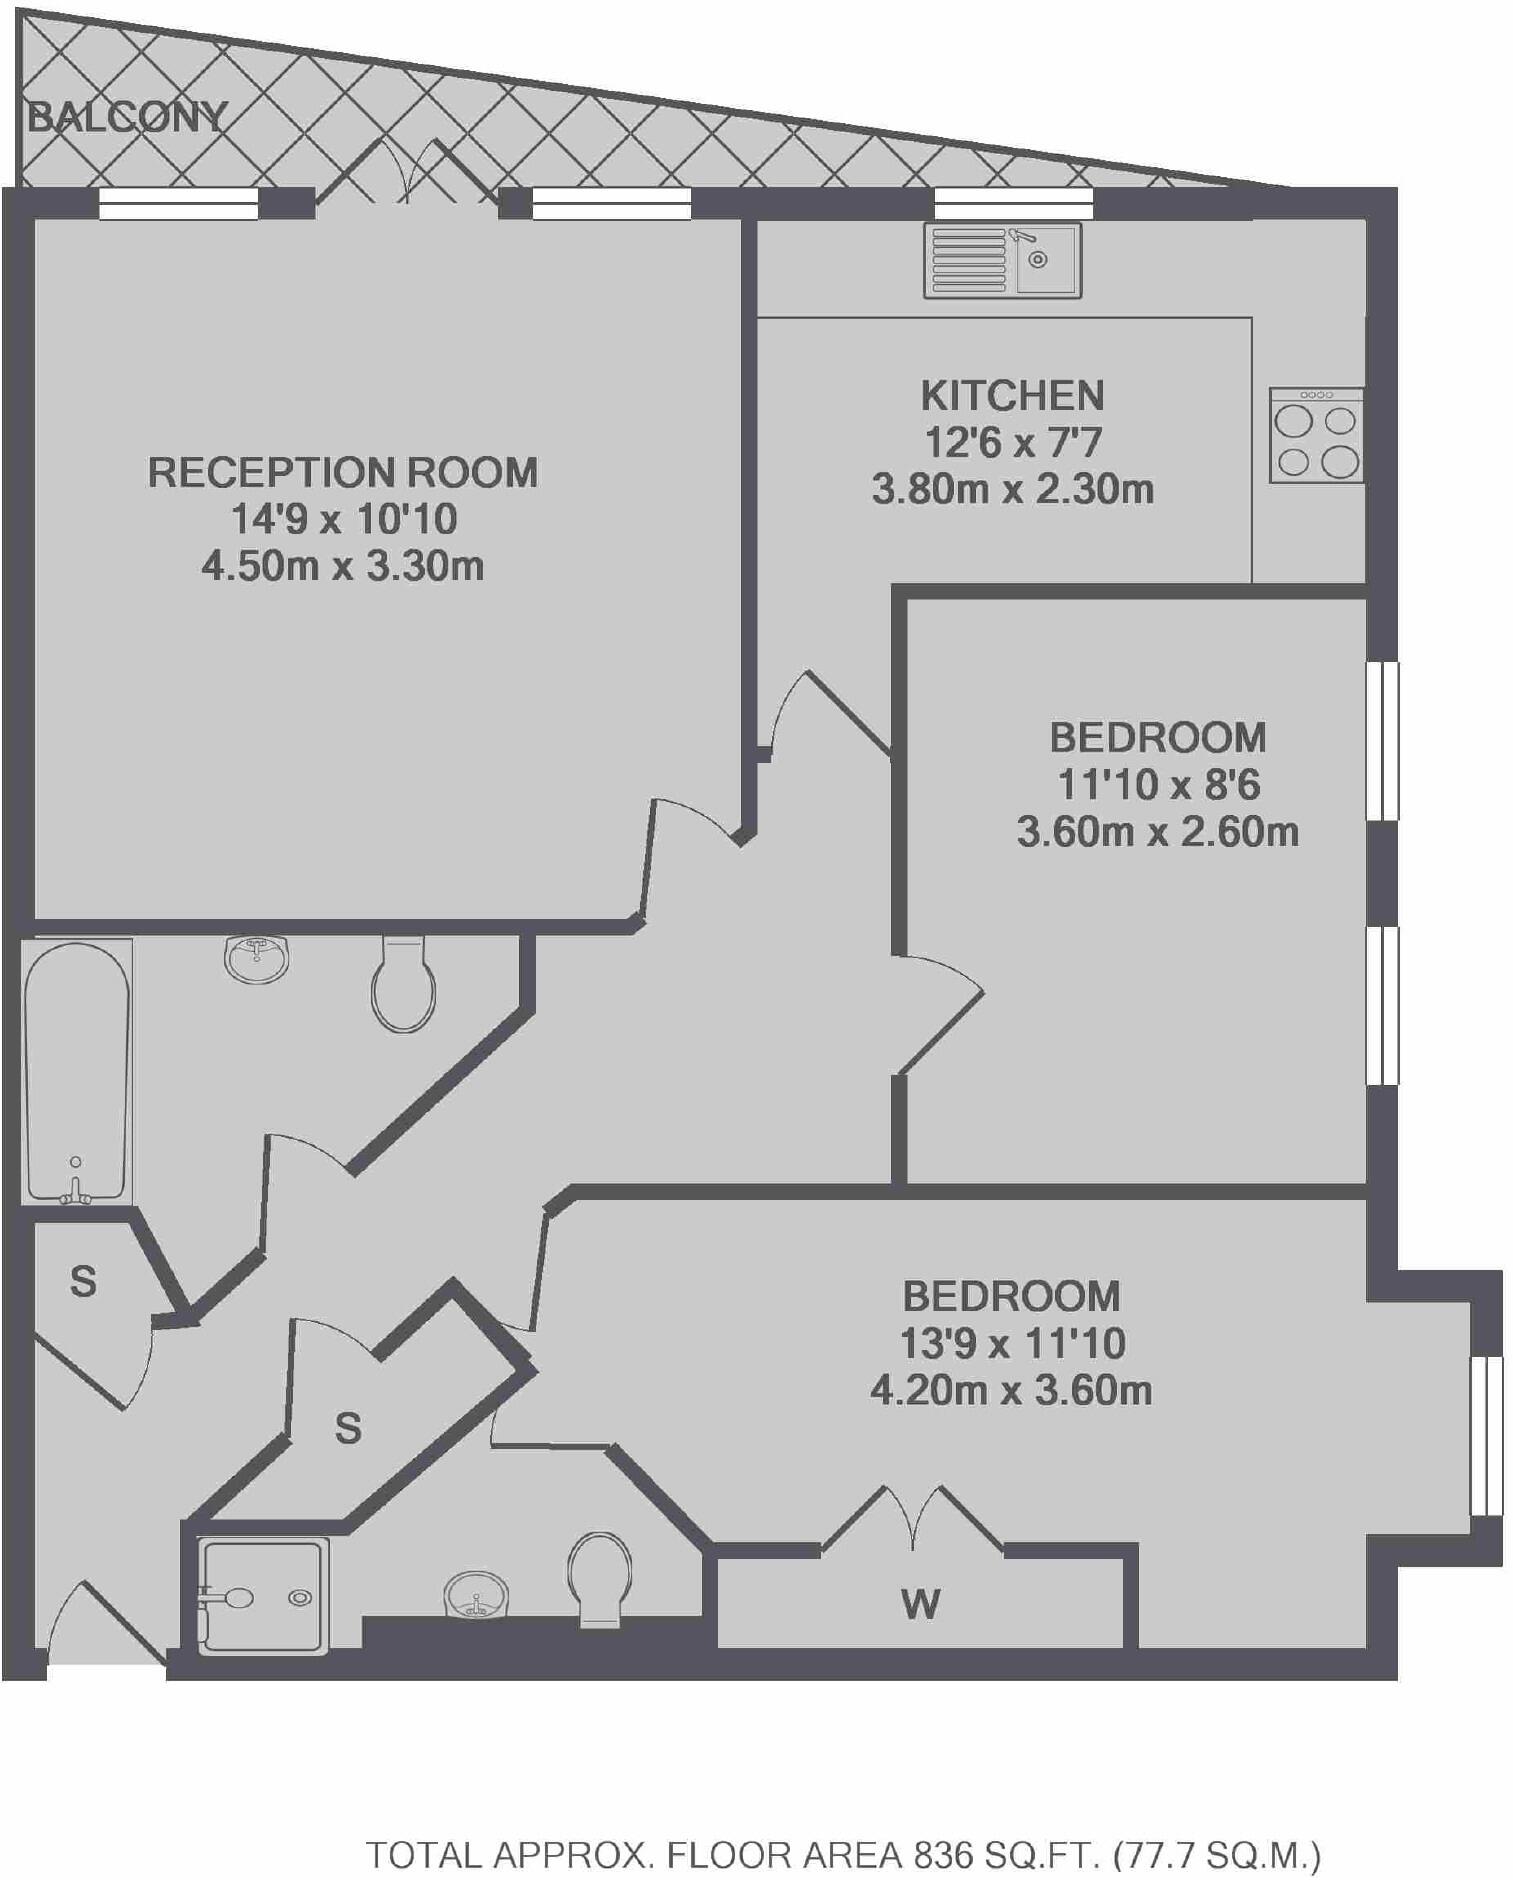 BALCONY
RECEPTION ROOM
14'9 x 10'10
4.50m x 3.30m
KITCHEN
12'6 x 7'7
3.80m x 2.30m
BEDROOM
11'10 x 8'6
3.60m x 2.60m
S
BEDROOM
13'9 x 11'10
4.20m x 3.60m
S
W
TOTAL APPROX. FLOOR AREA 836 SQ.FT. (77.7 SQ.M.)